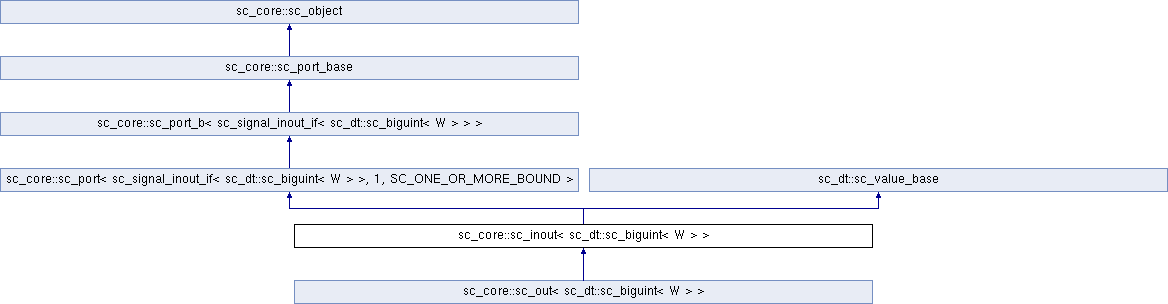 sc_core::sc_object
sc_core::sc_port_base
sc_core::sc_port_b< sc_signal_inout_if< sc_dt::sc_biguint< W > > >
sc_core::sc_port< sc_signal_inout_if< sc_dt::sc_biguint< W > >, 1, SC_ONE_OR_MORE_BOUND >
sc_dt::sc_value_base
sc_core::sc_inout< sc_dt::sc_biguint< W > >
sc_core::sc_out< sc_dt::sc_biguint< W > >